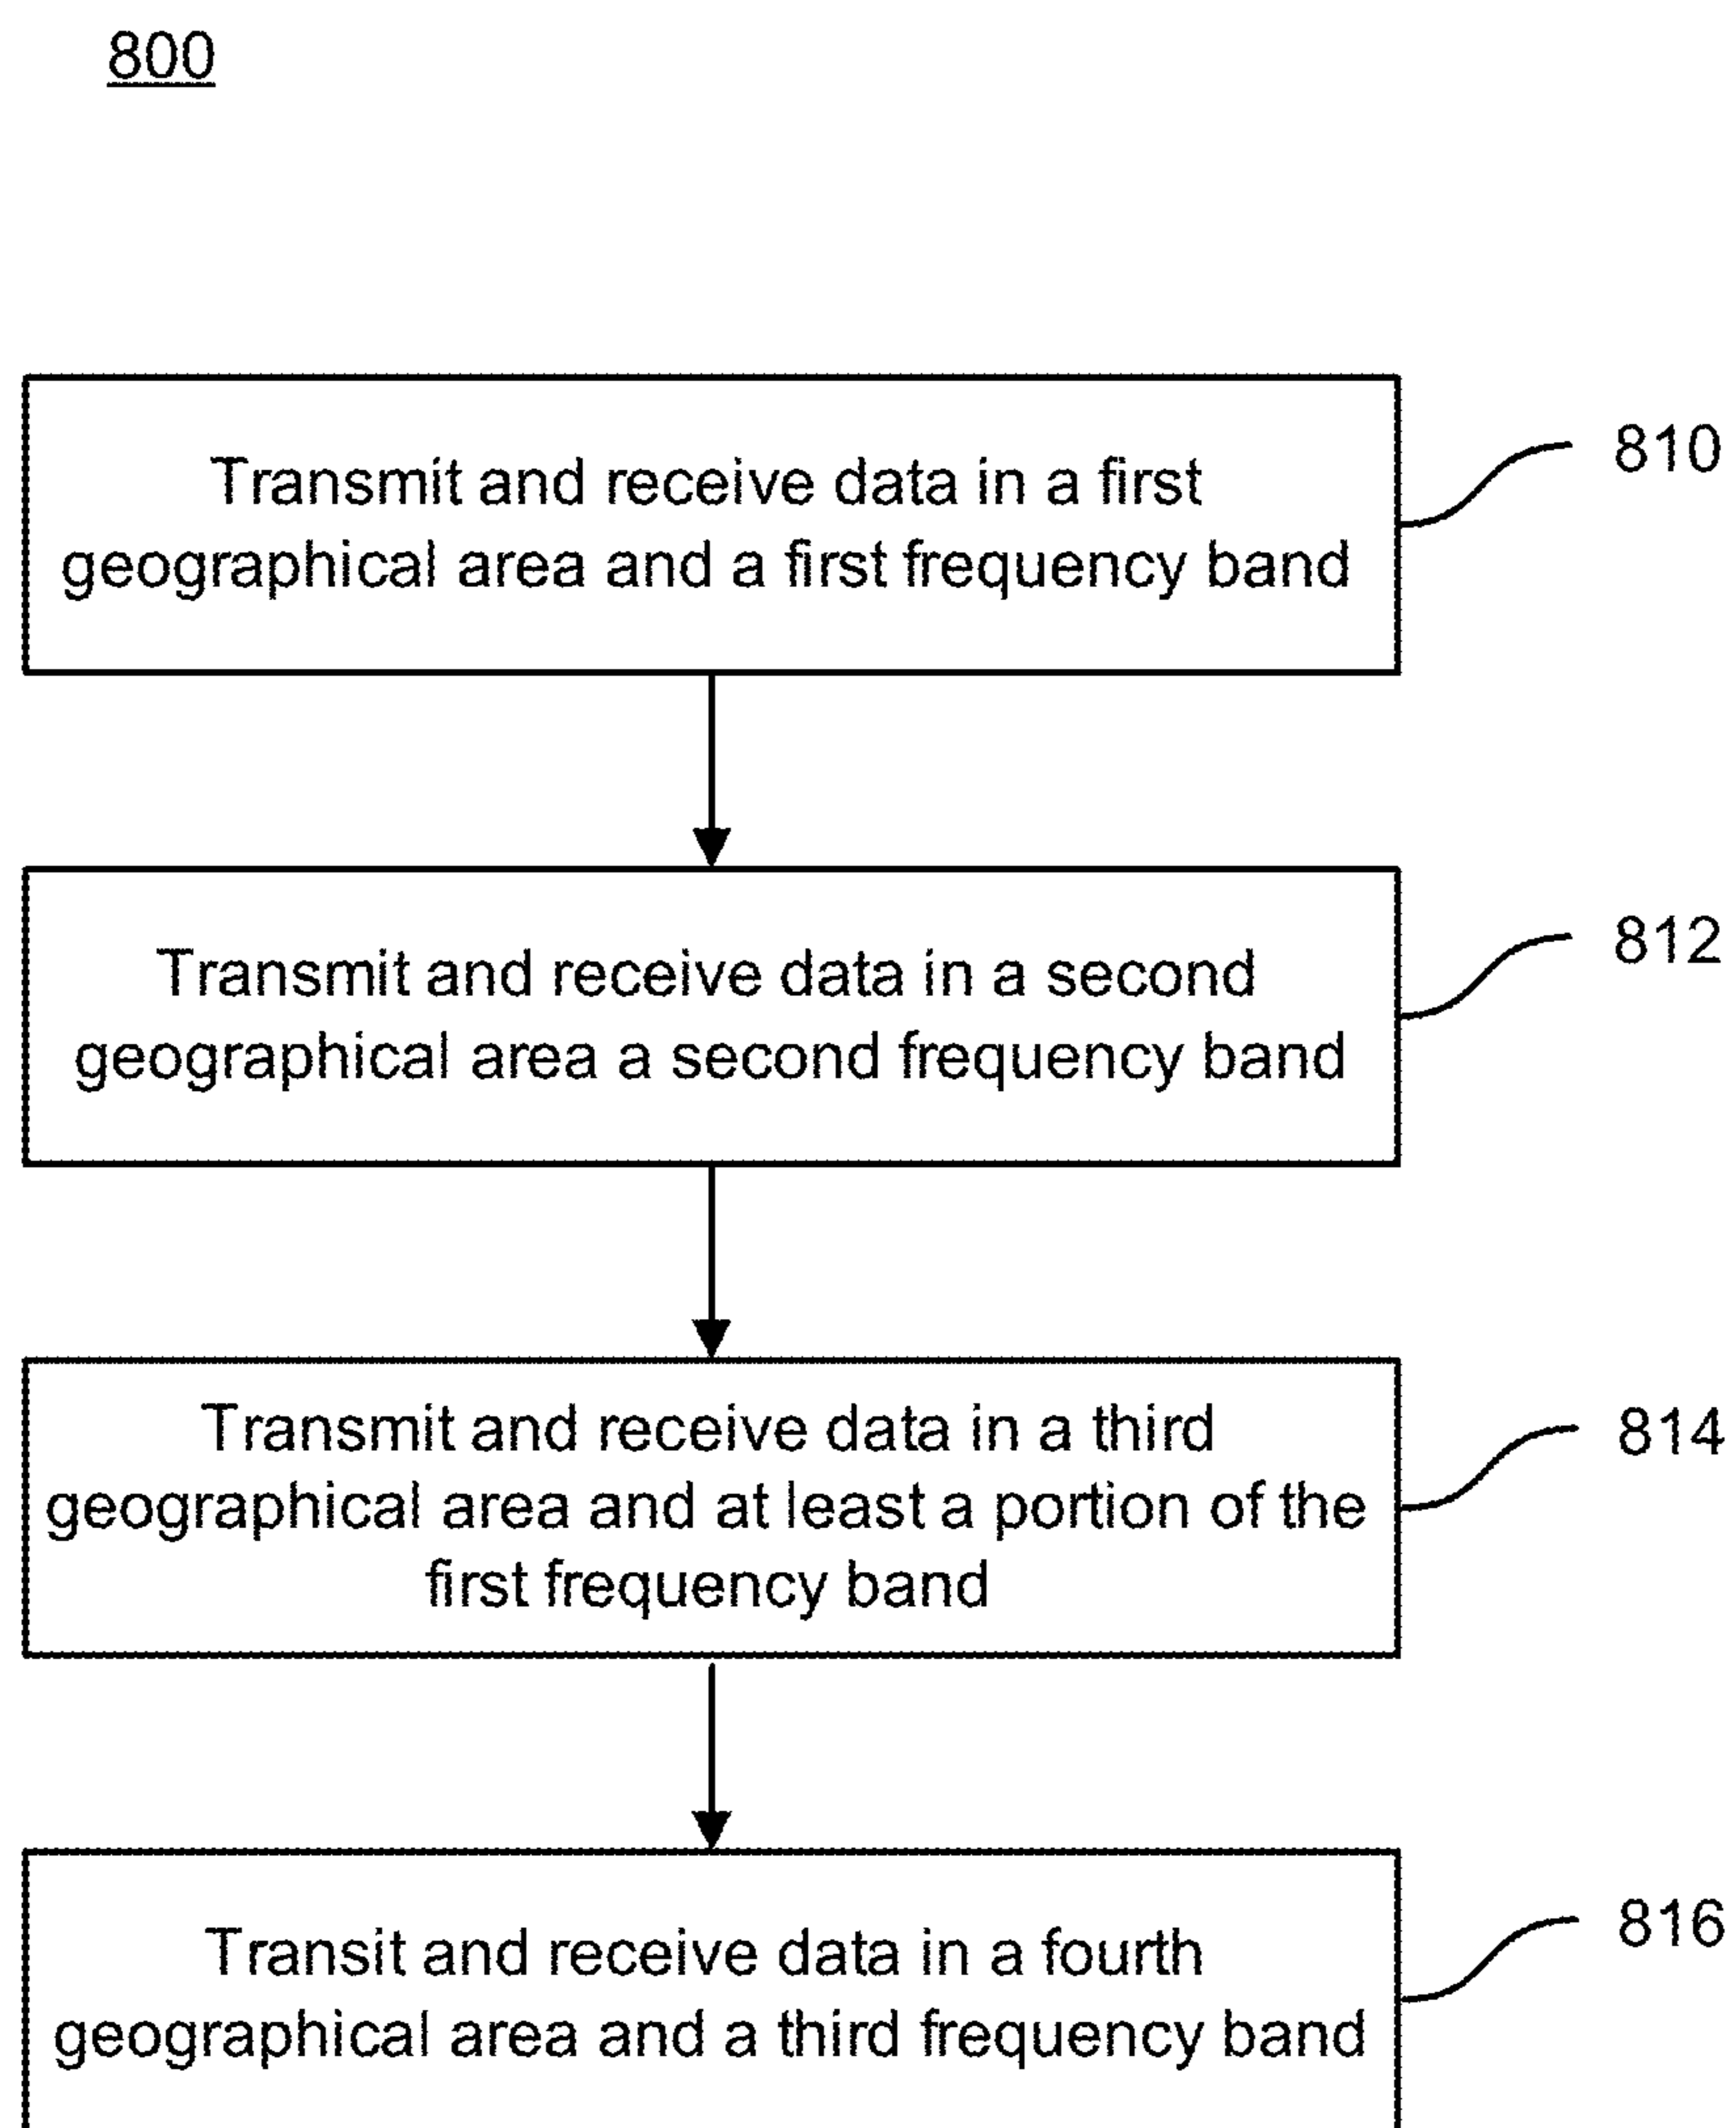 800
Transmit and receive data in a first
geographical area and a first frequency band
810
Transmit and receive data in a second
geographical area a second frequency band
812
Transmit and receive data in a third
geographical area and at least a portion of the
first frequency band
814
Transit and receive data in a fourth
geographical area and a third frequency band
816